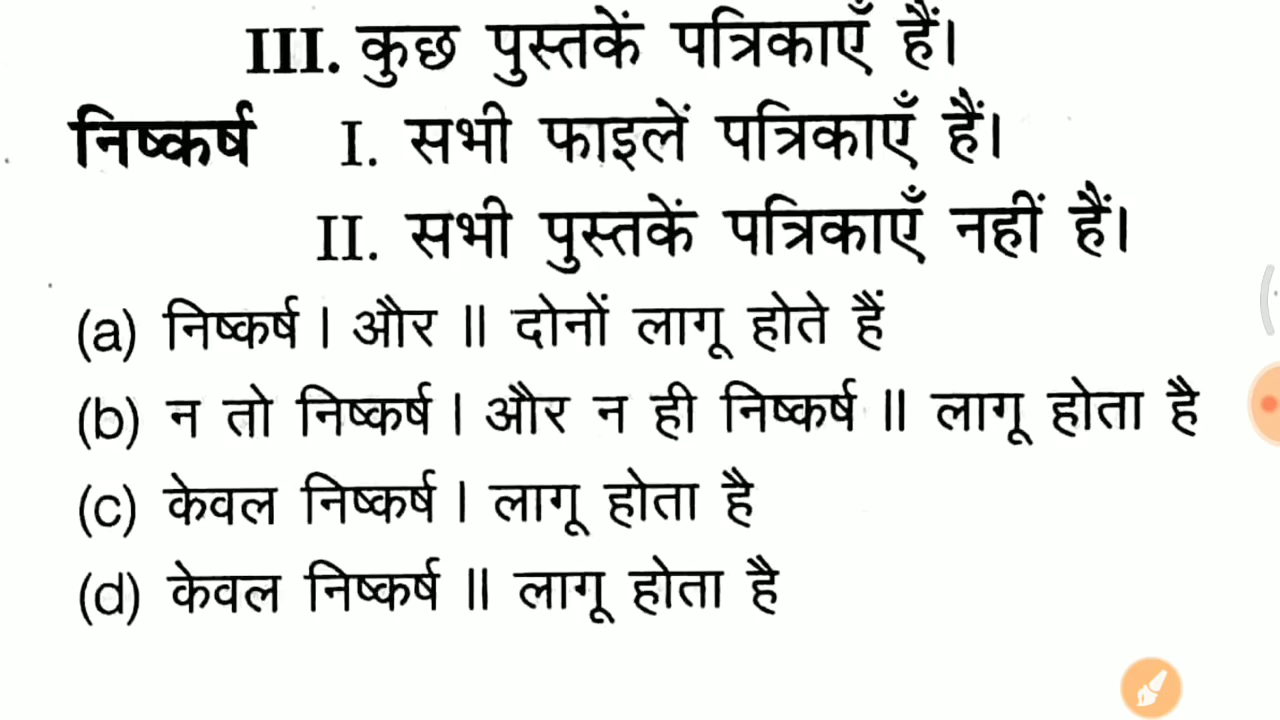 III. कुछ पुस्तकें पत्रिकाएँ हैं।
निष्कर्ष I. सभी फाइलें पत्रिकाएँ हैं।
II. सभी पुस्तकें पत्रिकाएँ नहीं हैं।
(a) निष्कर्ष I और II दोनों लागू होते हैं
(b) न तो निष्कर्ष I और न ही निष्कर्ष II लागू होता है
(c) केवल निष्कर्ष I लागू होता है
(d) केवल निष्कर्ष II लागू होता है